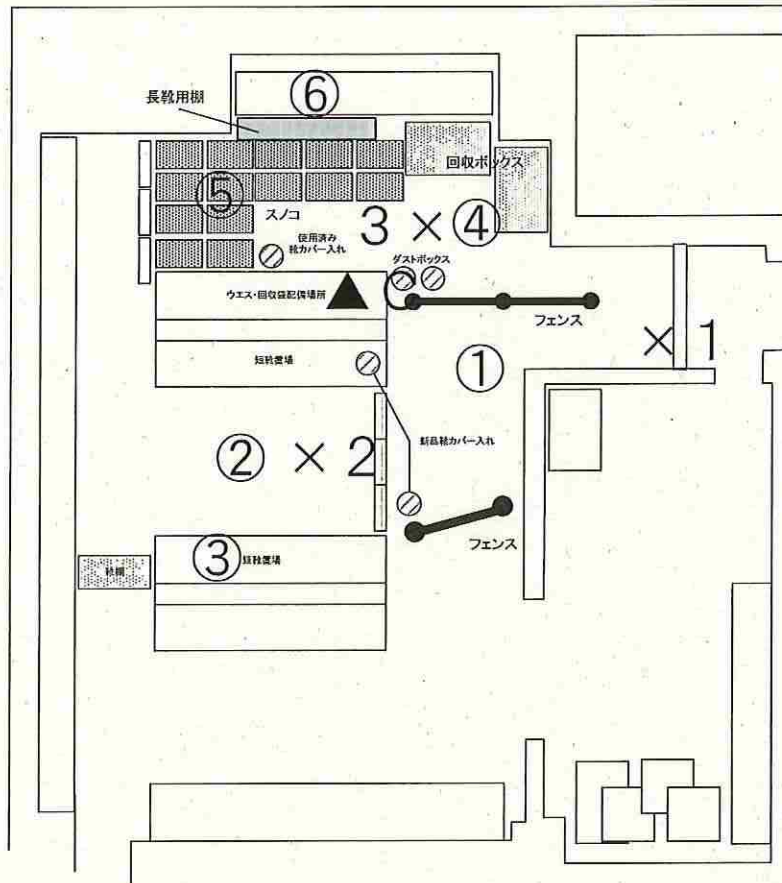 ⑥
長靴用棚
回収ボックス
⑤
スノコ
3 × ④
使用済み
靴カバー入れ
ダストボックス
ウエス・回収袋配備場所
フェンス
× 1
短靴置場
①
② × 2
新品靴カバー入れ
フェンス
③
短靴置場
靴棚